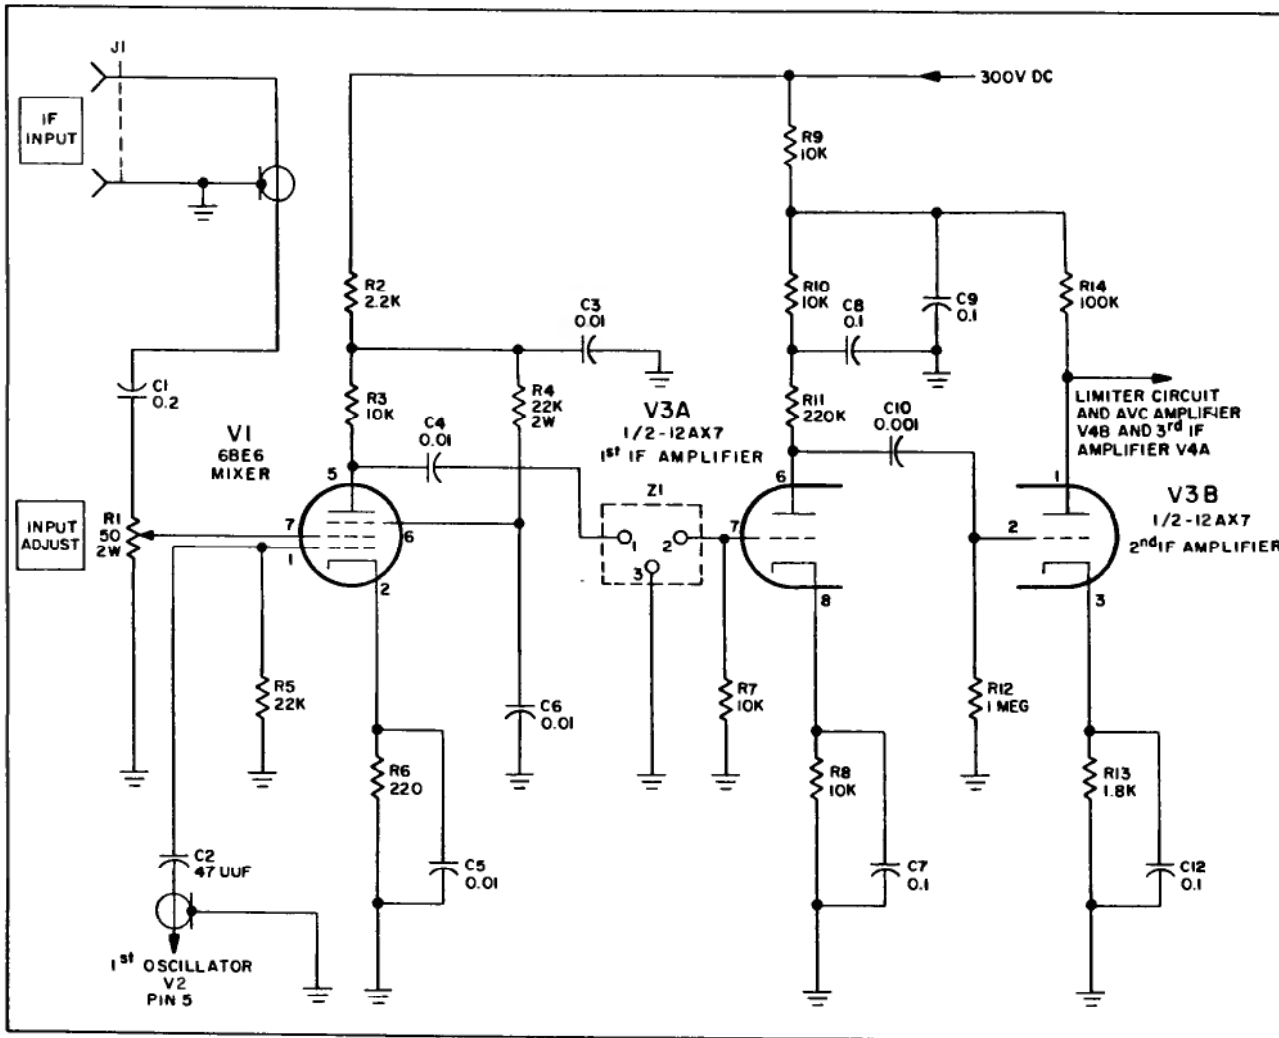 J1
IF
INPUT
300V DC
R9
10K
R2
2.2K
C3
0.01
R10
10K
C8
0.1
C9
0.1
R14
100K
C1
0.2
R3
10K
R4
22K
2W
C4
0.01
V1
6BE6
MIXER
V3A
1/2-12AX7
1st IF AMPLIFIER
R11
220K
C10
0.001
LIMITER CIRCUIT
AND AVC AMPLIFIER
V4B AND 3rd IF
AMPLIFIER V4A
INPUT
ADJUST
R1
50
2W
5
7
1
6
2
Z1
1
2
3
6
7
8
1
2
3
V3B
1/2-12AX7
2nd IF AMPLIFIER
R5
22K
C6
0.01
R7
10K
R12
1 MEG
R6
220
R8
10K
R13
1.8K
C2
47 UUF
C5
0.01
C7
0.1
C12
0.1
1st OSCILLATOR
V2
PIN 5